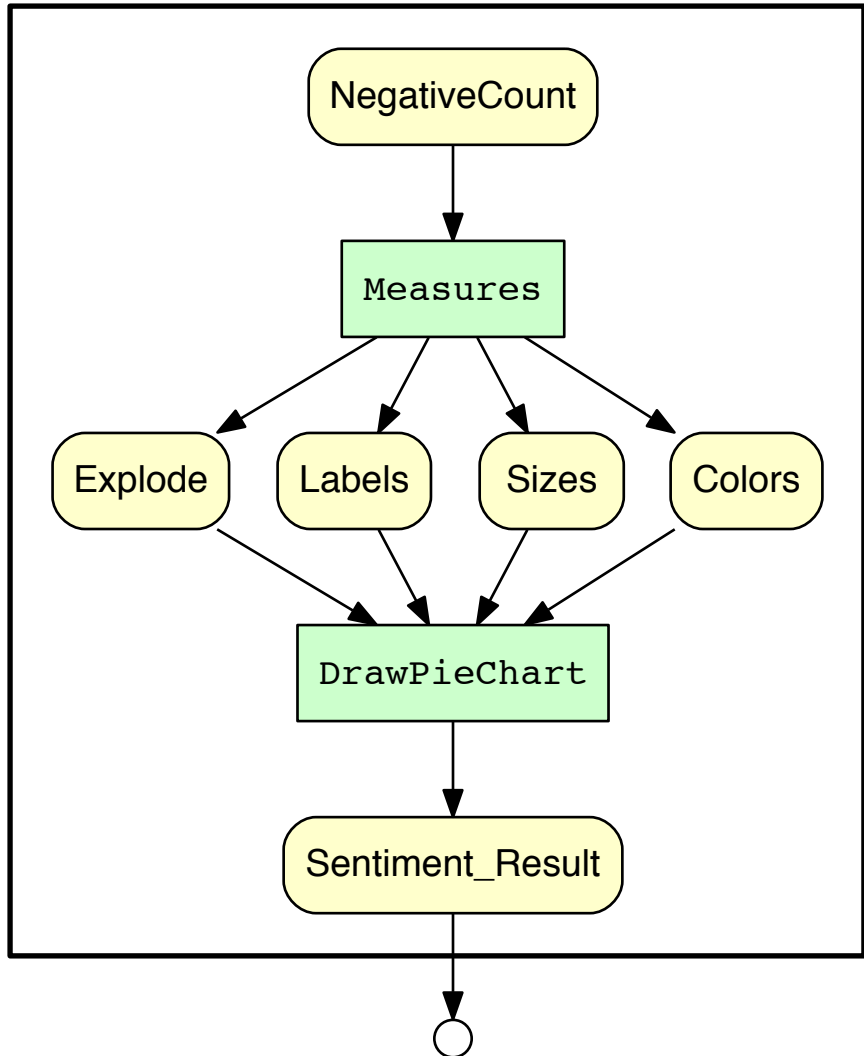 NegativeCount
Measures
Explode
Labels
Sizes
Colors
DrawPieChart
Sentiment_Result